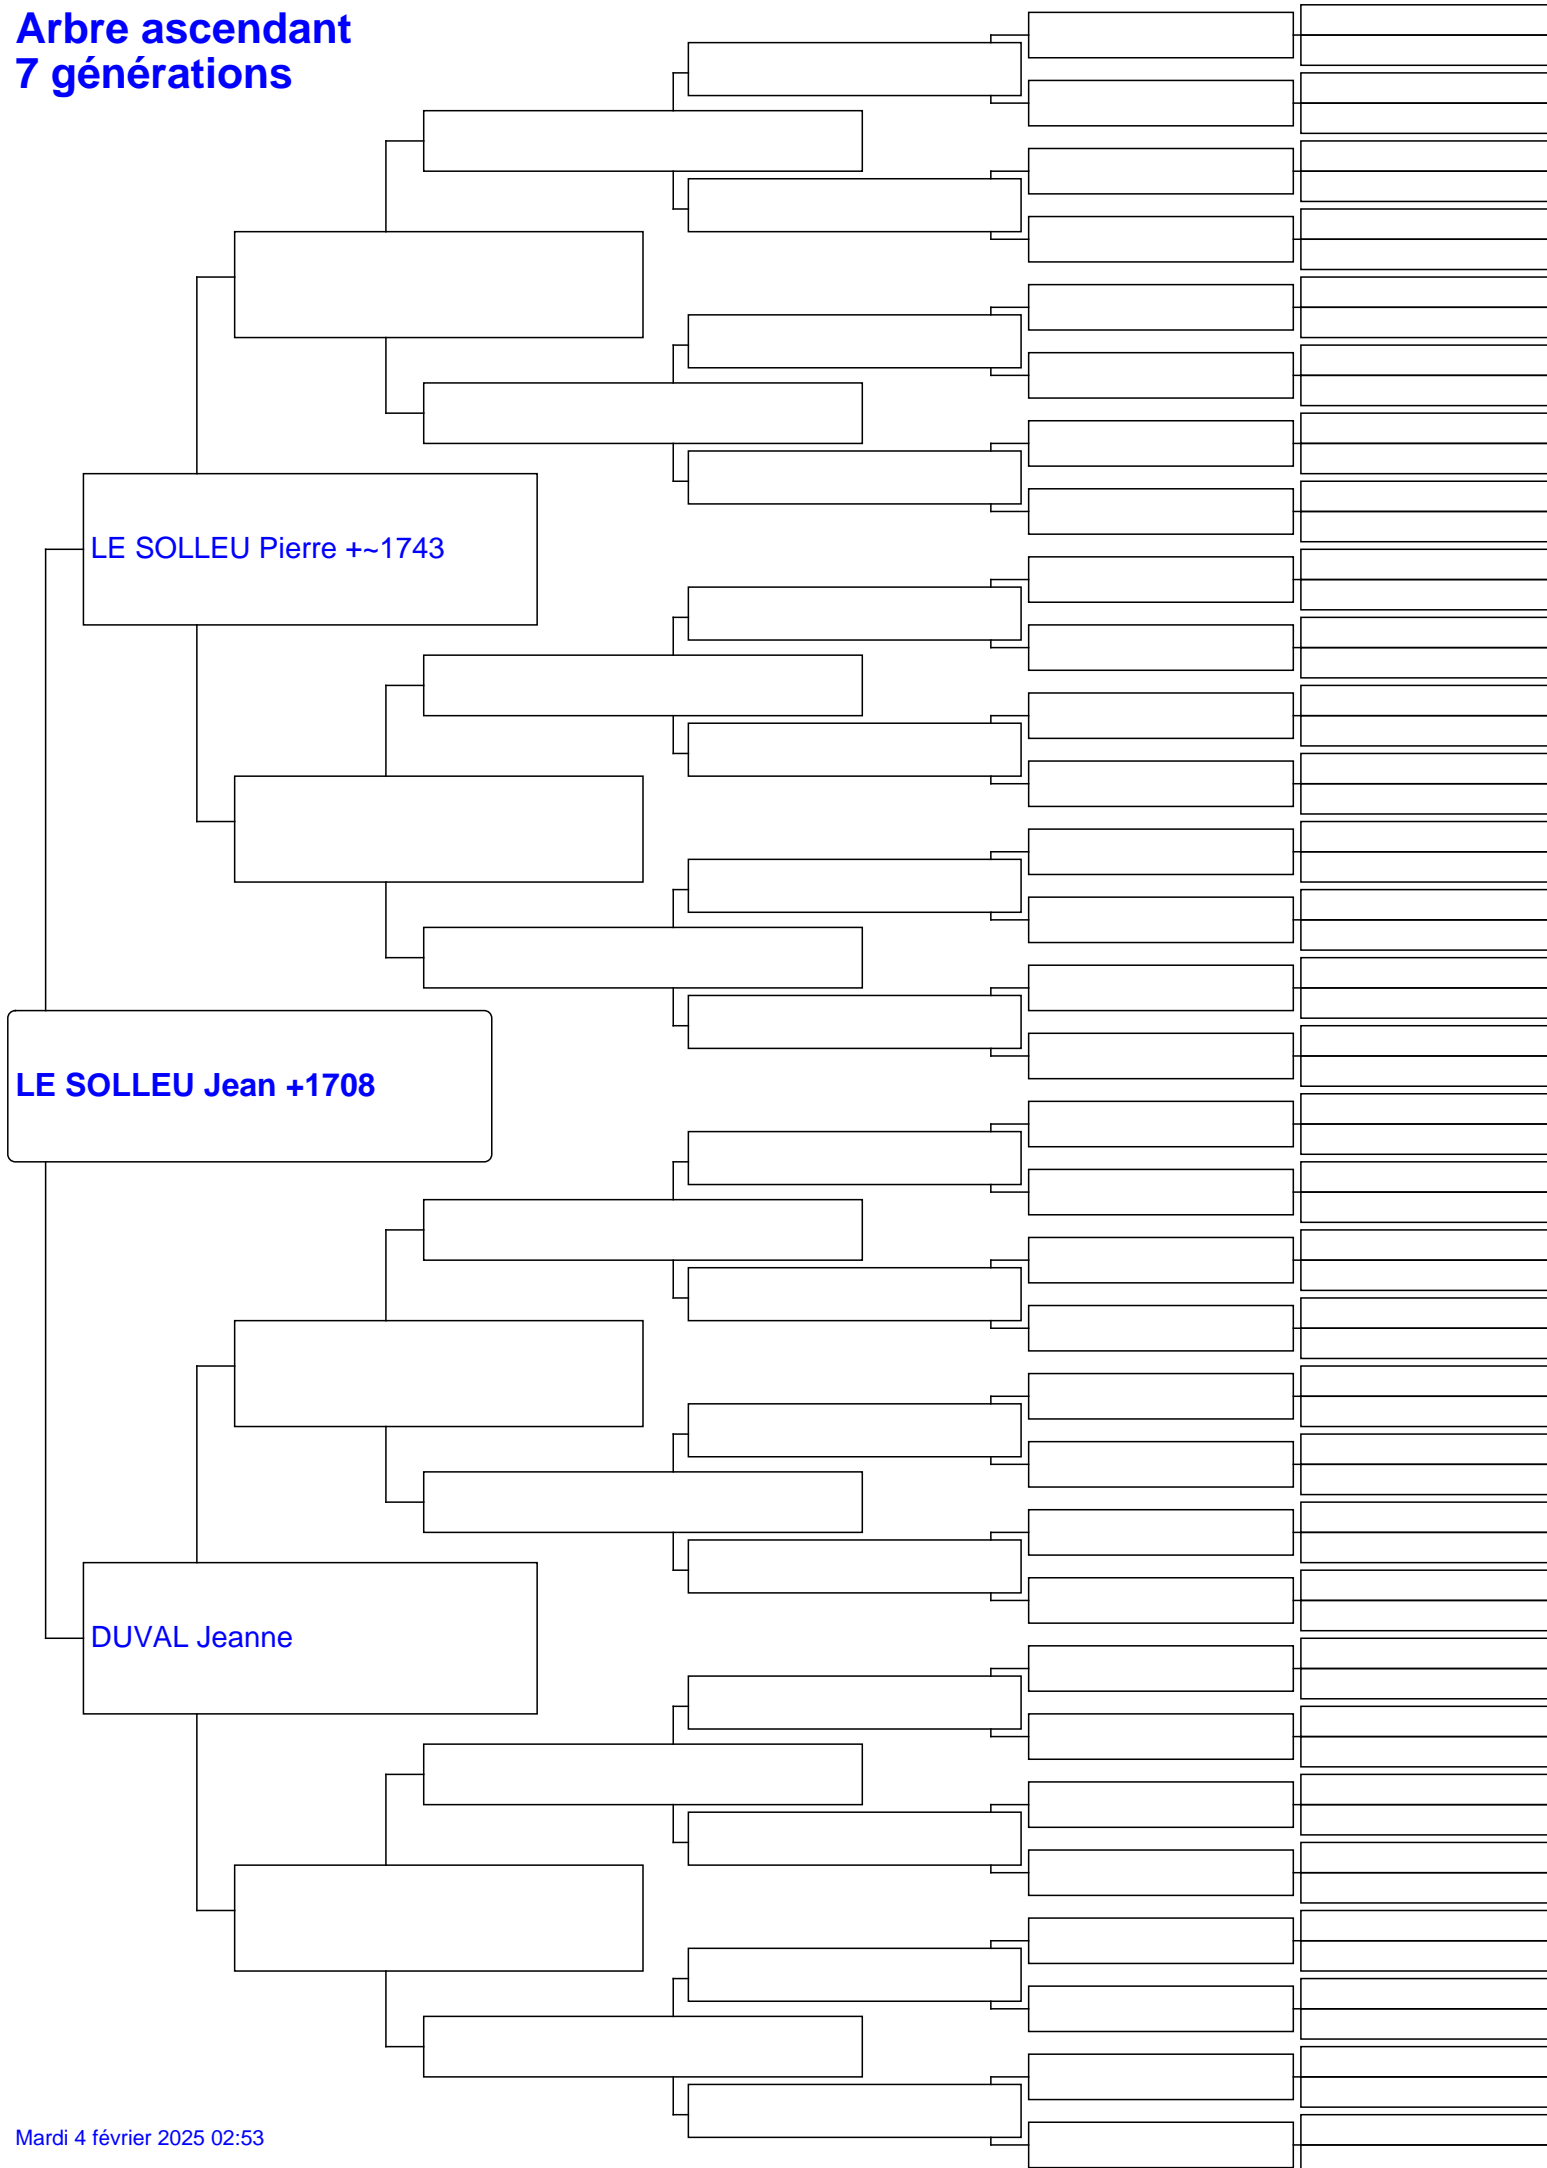 Arbre ascendant
7 générations
LE SOLLEU Pierre +~1743
LE SOLLEU Jean +1708
DUVAL Jeanne
Mardi 4 février 2025 02:53